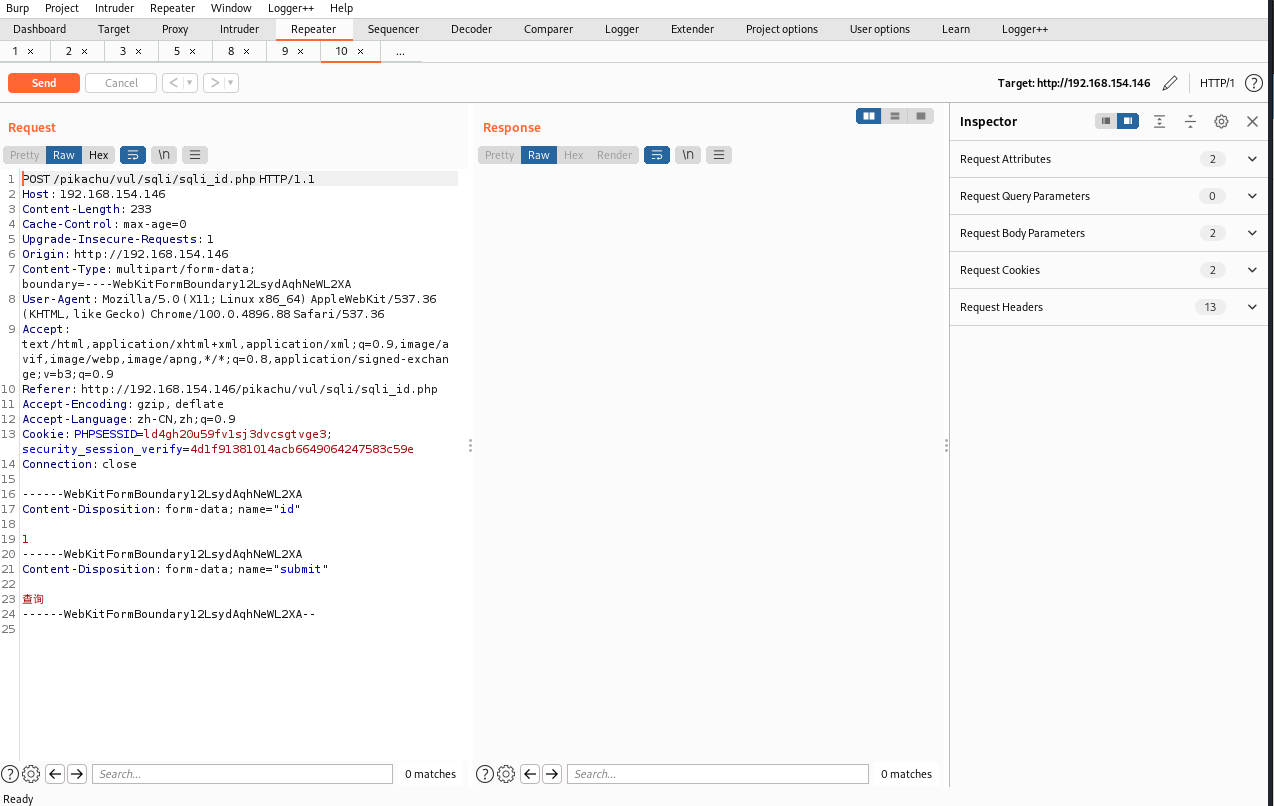 Burp Project Intruder Repeater Window Logger++ Help
Dashboard Target Proxy Intruder Repeater Sequencer Decoder Comparer Logger Extender Project options User options Learn Logger++
1 × 2 × 3 × 5 × 8 × 9 × 10 × ...
Send Cancel < > Target: http://192.168.154.146 HTTP/1 ?
Request
Pretty Raw Hex \n
1 POST /pikachu/vul/sqli/sqli_id.php HTTP/1.1
2 Host: 192.168.154.146
3 Content-Length: 233
4 Cache-Control: max-age=0
5 Upgrade-Insecure-Requests: 1
6 Origin: http://192.168.154.146
7 Content-Type: multipart/form-data;
boundary=----WebKitFormBoundary12LsydAqhNeWL2XA
8 User-Agent: Mozilla/5.0 (X11; Linux x86_64) AppleWebKit/537.36
(KHTML, like Gecko) Chrome/100.0.4896.88 Safari/537.36
9 Accept:
text/html,application/xhtml+xml,application/xml;q=0.9,image/a
vif,image/webp,image/apng,*/*;q=0.8,application/signed-exchan
ge;v=b3;q=0.9
10 Referer: http://192.168.154.146/pikachu/vul/sqli/sqli_id.php
11 Accept-Encoding: gzip, deflate
12 Accept-Language: zh-CN,zh;q=0.9
13 Cookie: PHPSESSID=ld4gh20u59fv1sj3dvcsgtvge3;
security_session_verify=4d1f91381014acb6649064247583c59e
14 Connection: close
15
16 ------WebKitFormBoundary12LsydAqhNeWL2XA
17 Content-Disposition: form-data; name="id"
18
19 1
20 ------WebKitFormBoundary12LsydAqhNeWL2XA
21 Content-Disposition: form-data; name="submit"
22
23 查询
24 ------WebKitFormBoundary12LsydAqhNeWL2XA--
25
? Search... 0 matches
Response
Pretty Raw Hex Render \n
? Search... 0 matches
Inspector
Request Attributes 2
Request Query Parameters 0
Request Body Parameters 2
Request Cookies 2
Request Headers 13
Ready